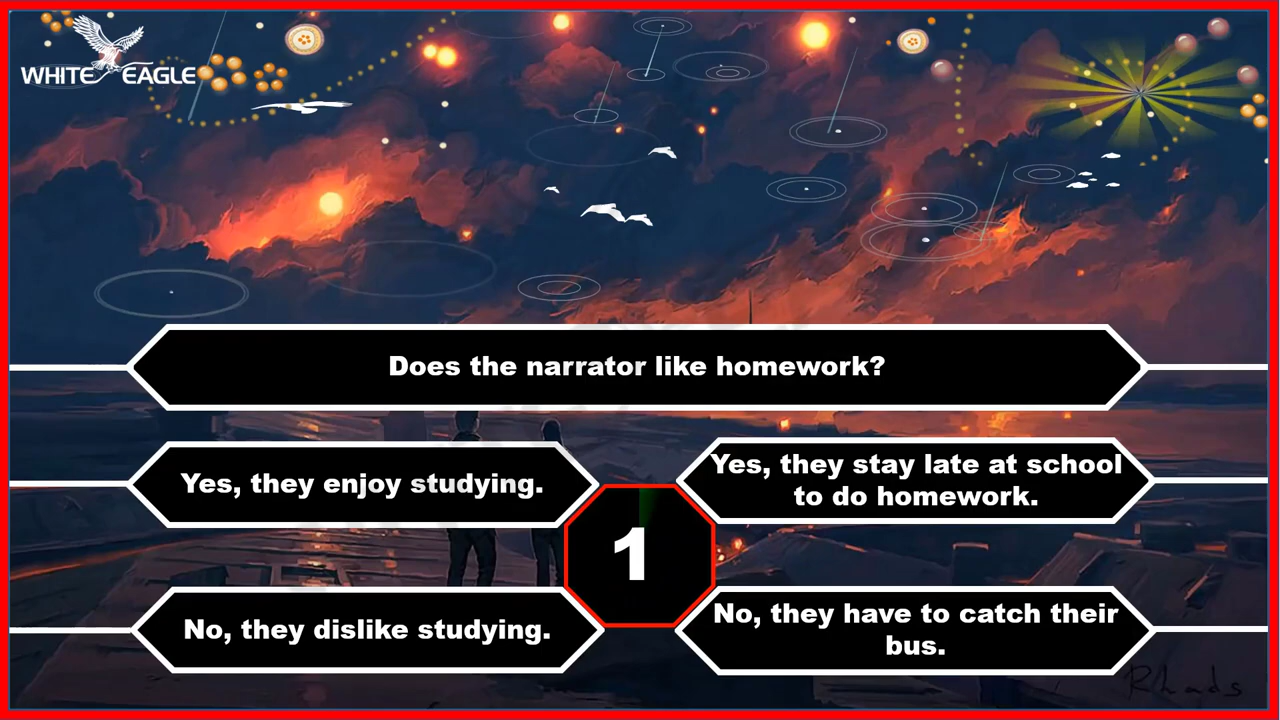 WHITE EAGLE
Does the narrator like homework?
Yes, they enjoy studying.
Yes, they stay late at school
to do homework.
1
No, they dislike studying.
No, they have to catch their
bus.
Rhads